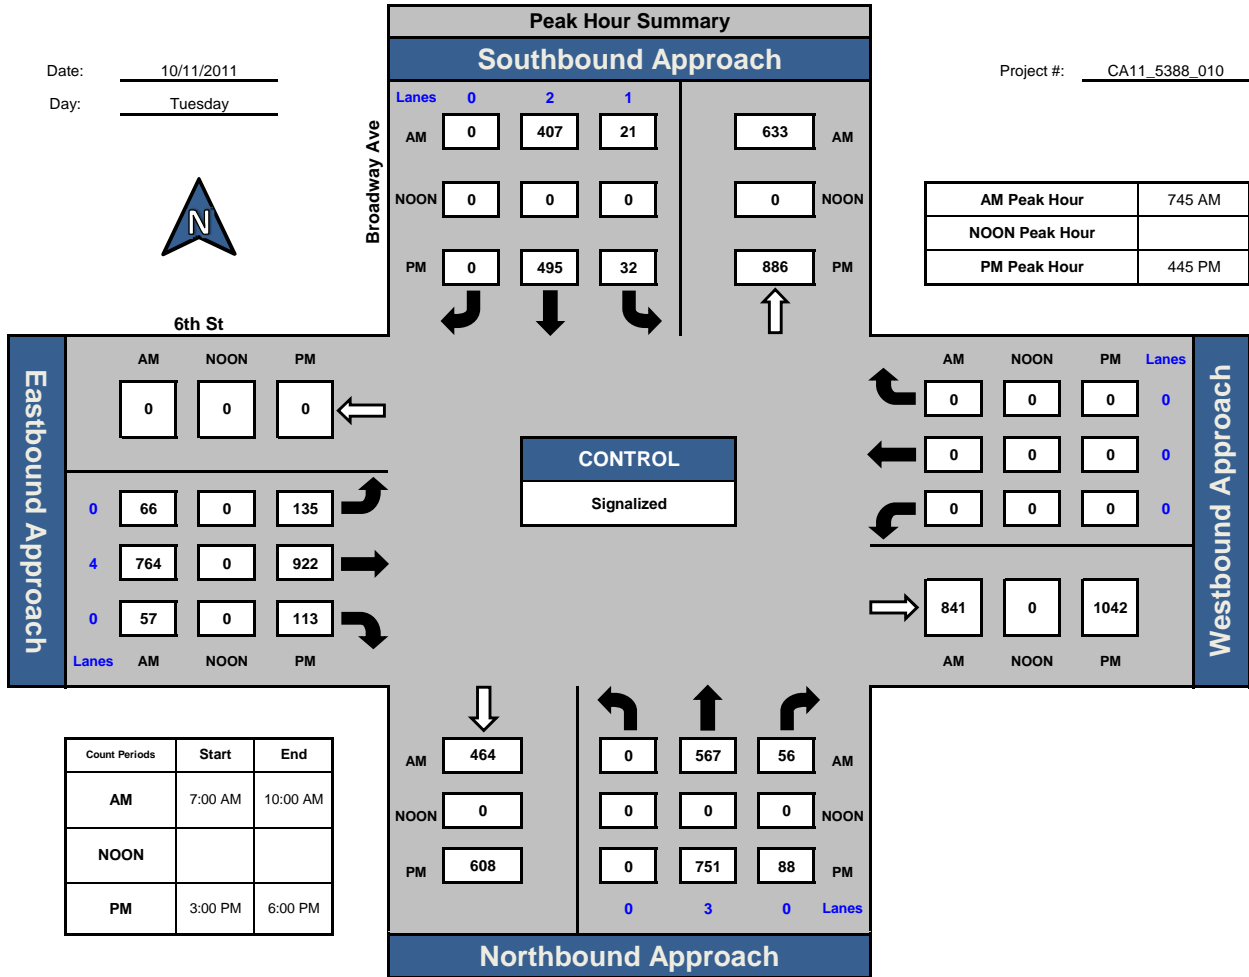 Peak Hour Summary
Southbound Approach
Date: 10/11/2011
Day: Tuesday
Project #: CA11_5388_010
N
Broadway Ave
Lanes 0 2 1
AM 0 407 21 633 AM
NOON 0 0 0 0 NOON
PM 0 495 32 886 PM
AM Peak Hour 745 AM
NOON Peak Hour
PM Peak Hour 445 PM
6th St
Eastbound Approach
AM NOON PM
0 0 0
0 66 0 135
4 764 0 922
0 57 0 113
Lanes AM NOON PM
CONTROL
Signalized
AM NOON PM Lanes
0 0 0 0
0 0 0 0
0 0 0 0
841 0 1042
AM NOON PM
Westbound Approach
Count Periods Start End
AM 7:00 AM 10:00 AM
NOON
PM 3:00 PM 6:00 PM
AM 464 0 567 56 AM
NOON 0 0 0 0 NOON
PM 608 0 751 88 PM
0 3 0 Lanes
Northbound Approach